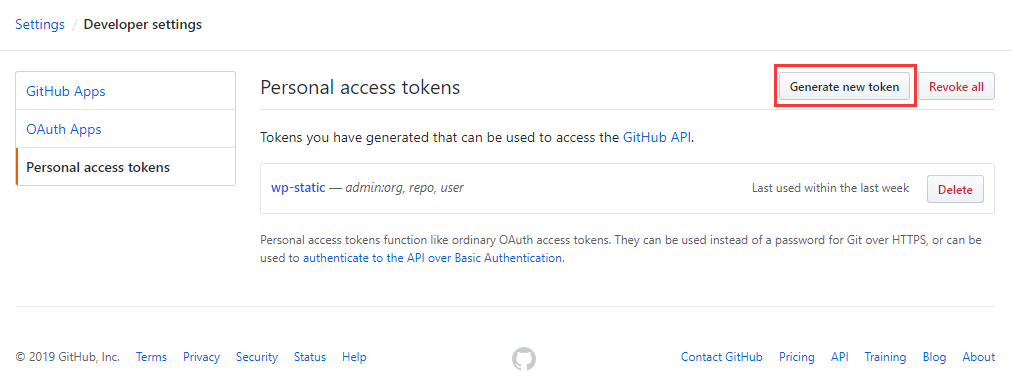 Settings / Developer settings
GitHub Apps
OAuth Apps
Personal access tokens
Personal access tokens
Generate new token
Revoke all
Tokens you have generated that can be used to access the GitHub API.
wp-static — admin:org, repo, user
Last used within the last week
Delete
Personal access tokens function like ordinary OAuth access tokens. They can be used instead of a password for Git over HTTPS, or can be
used to authenticate to the API over Basic Authentication.
© 2019 GitHub, Inc. Terms Privacy Security Status Help Contact GitHub Pricing API Training Blog About